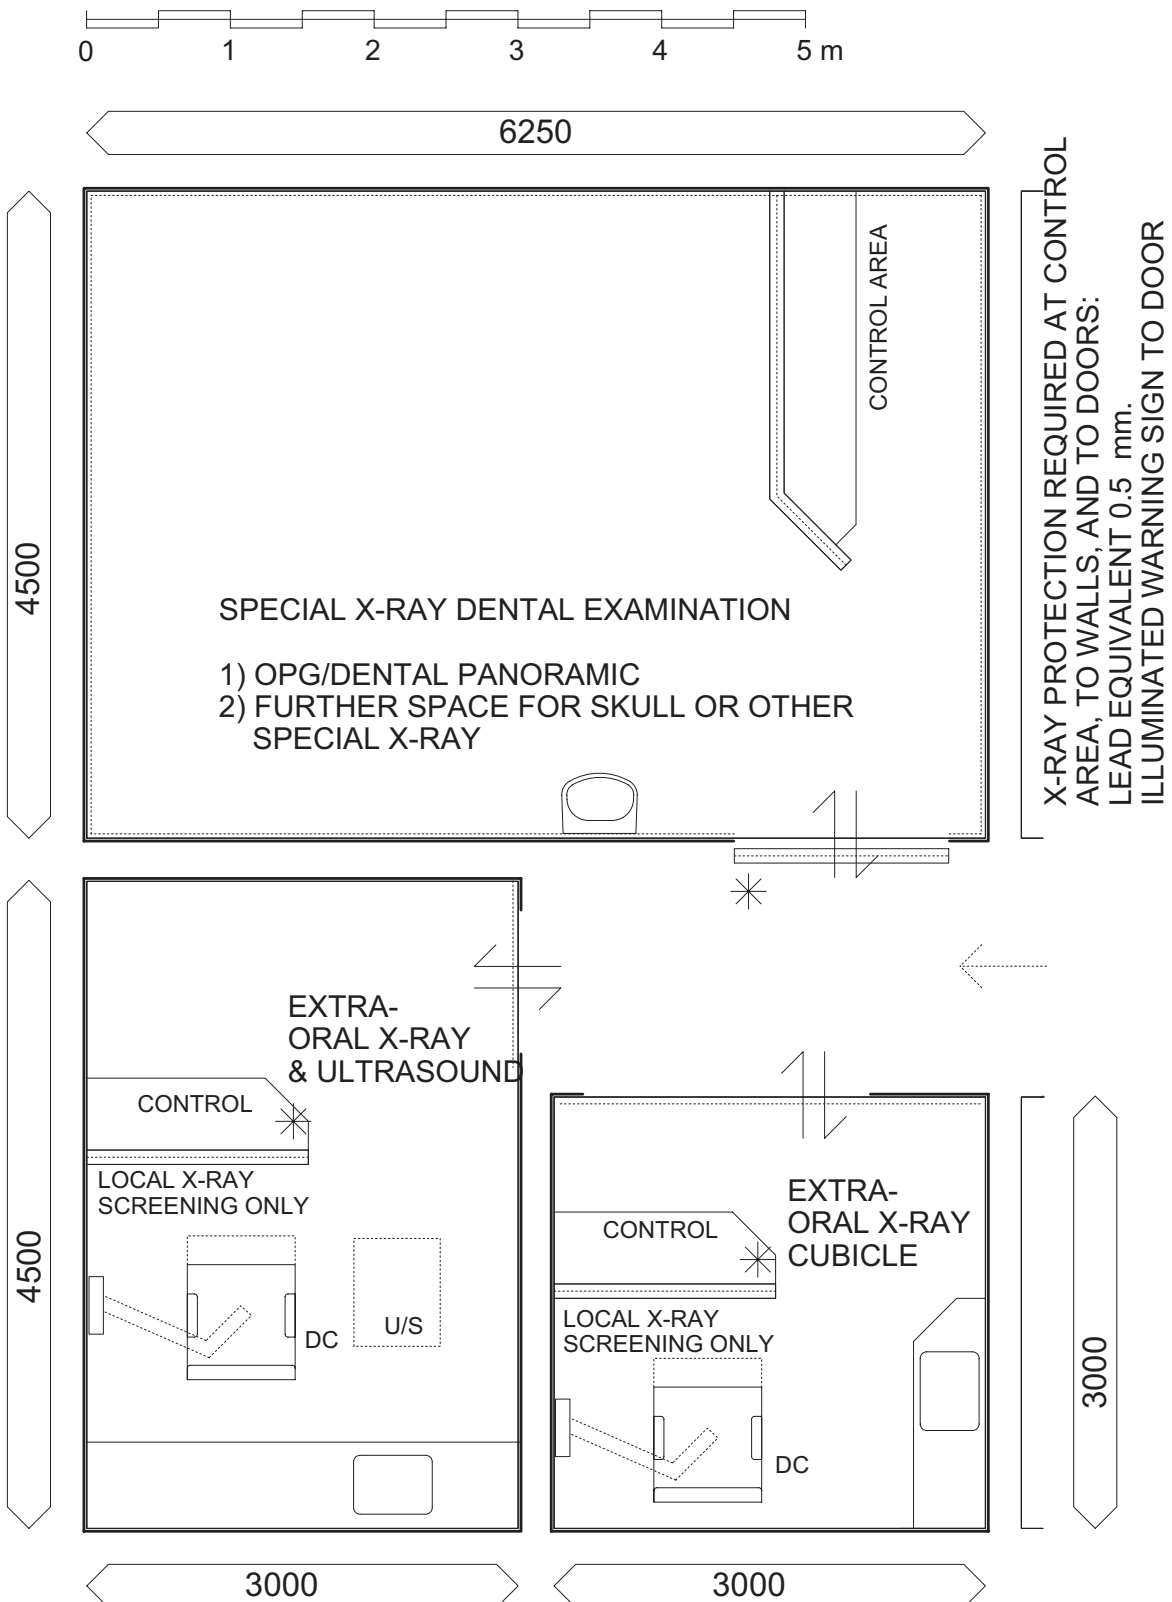 0 1 2 3 4 5 m
6250
4500
CONTROL AREA
X-RAY PROTECTION REQUIRED AT CONTROL
AREA, TO WALLS, AND TO DOORS:
LEAD EQUIVALENT 0.5 mm.
ILLUMINATED WARNING SIGN TO DOOR
SPECIAL X-RAY DENTAL EXAMINATION
1) OPG/DENTAL PANORAMIC
2) FURTHER SPACE FOR SKULL OR OTHER
SPECIAL X-RAY
4500
EXTRA-
ORAL X-RAY
& ULTRASOUND
CONTROL
LOCAL X-RAY
SCREENING ONLY
DC
U/S
EXTRA-
ORAL X-RAY
CUBICLE
CONTROL
LOCAL X-RAY
SCREENING ONLY
DC
3000
3000
3000